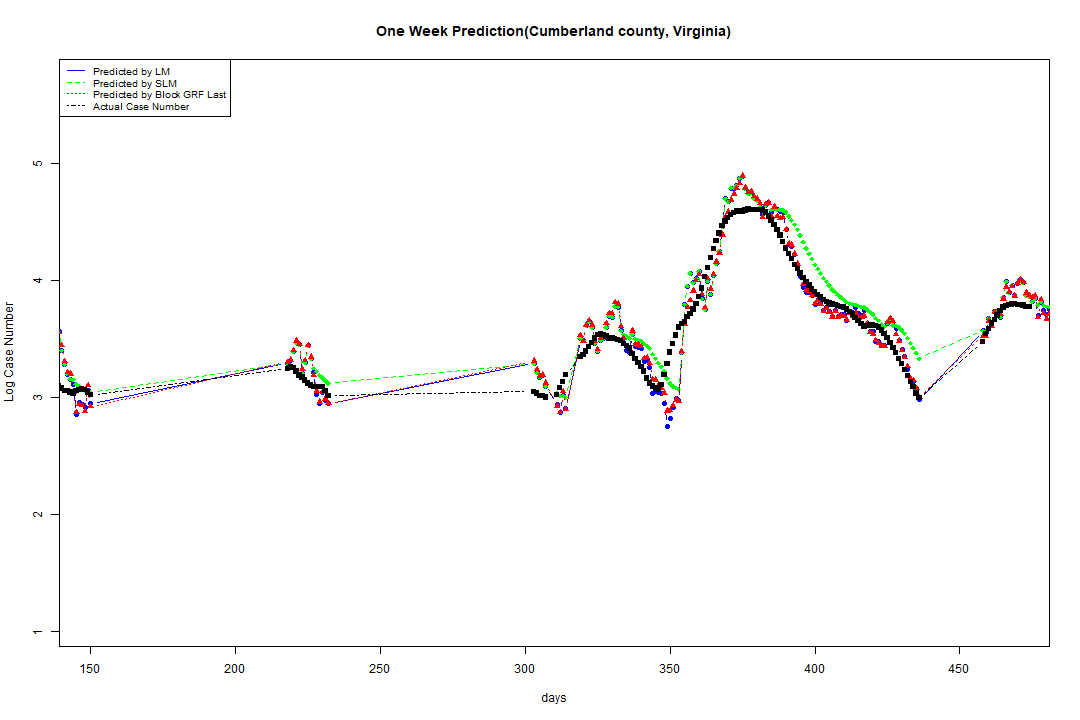 One Week Prediction(Cumberland county, Virginia)
Predicted by LM
Predicted by SLM
Predicted by Block GRF Last
Actual Case Number
Log Case Number
5
4
3
2
1
150 200 250 300 350 400 450
days